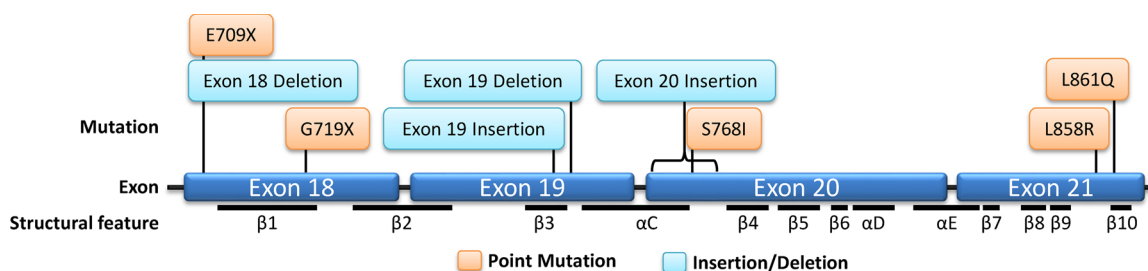 E709X
Exon 18 Deletion
Exon 19 Deletion
Exon 20 Insertion
L861Q
Mutation
G719X
Exon 19 Insertion
S768I
L858R
Exon
Exon 18
Exon 19
Exon 20
Exon 21
Structural feature
β1
β2
β3
αC
β4
β5
β6
αD
αE
β7
β8
β9
β10
Point Mutation
Insertion/Deletion